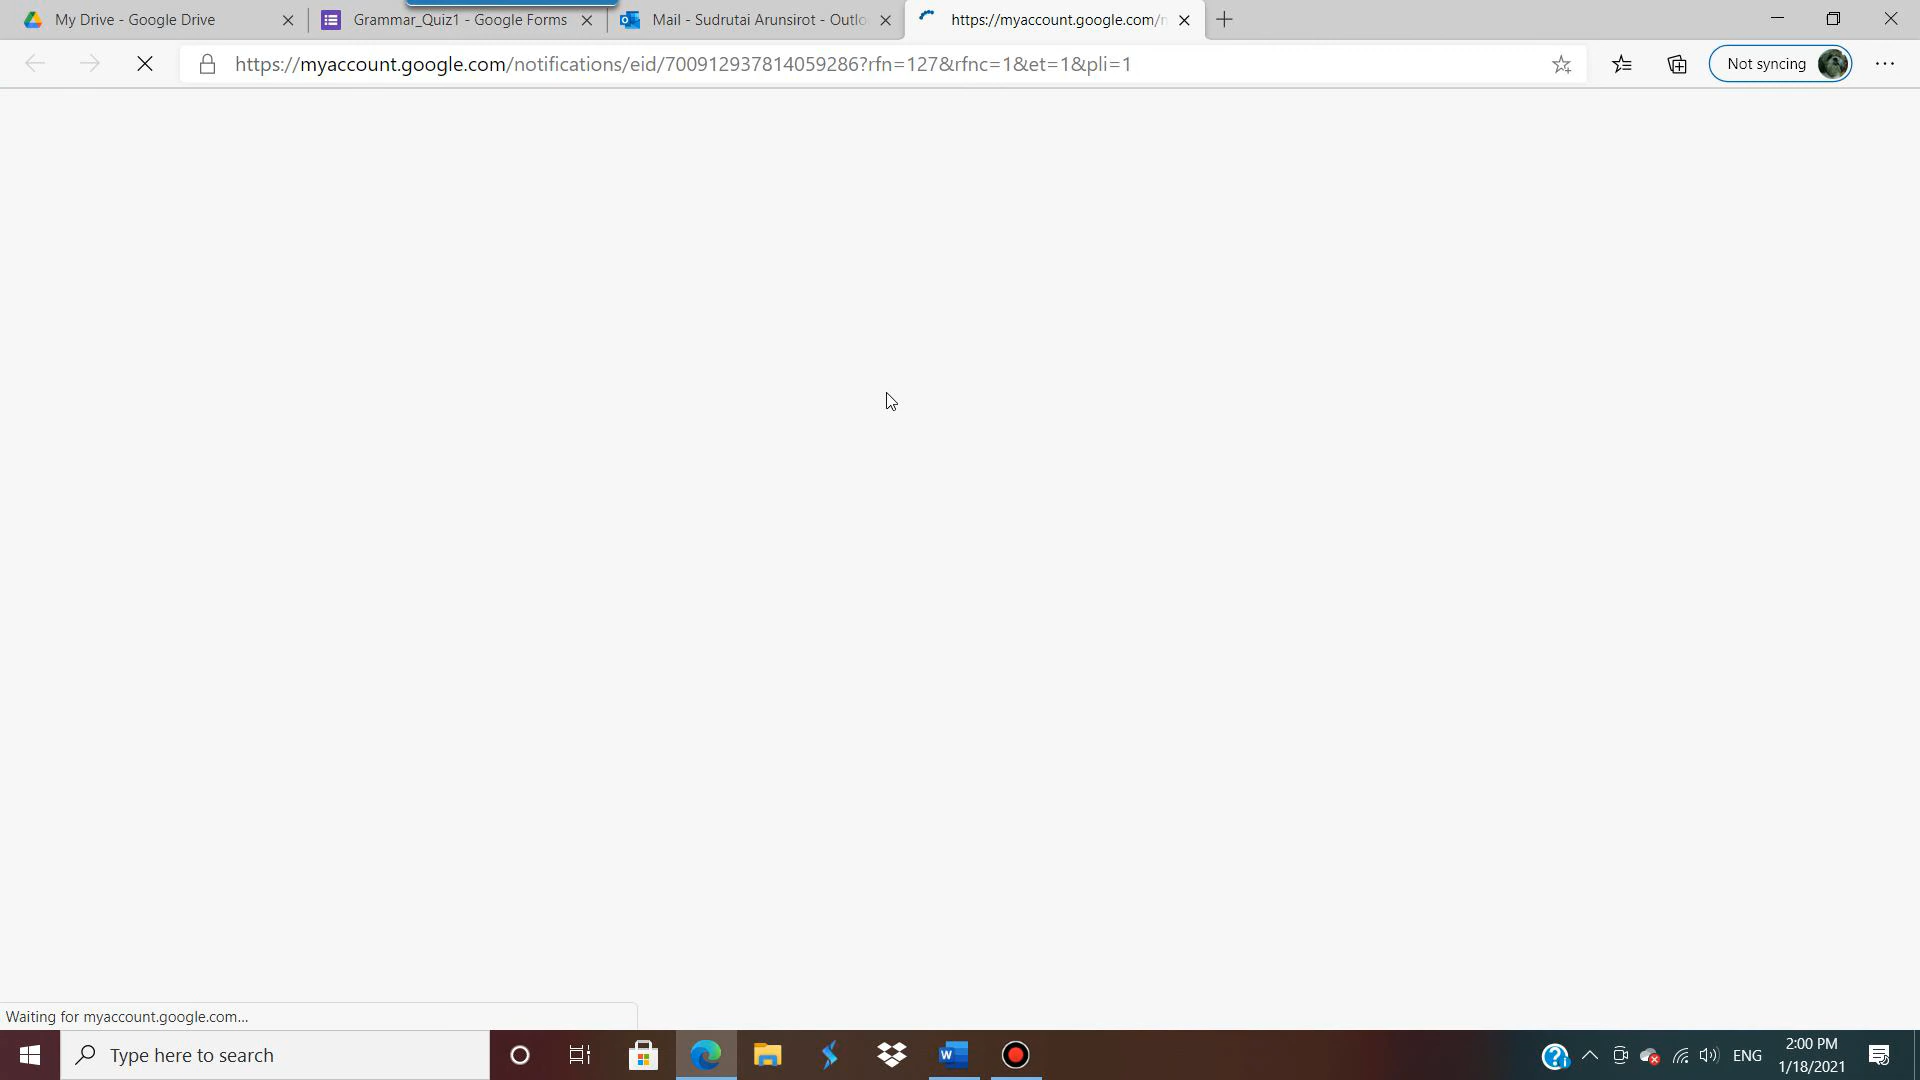 My Drive - Google Drive
Grammar_Quiz1 - Google Forms
Mail - Sudrutai Arunsirot - Outlo
https://myaccount.google.com/n
https://myaccount.google.com/notifications/eid/700912937814059286?rfn=127&rfnc=1&et=1&pli=1
Not syncing
Waiting for myaccount.google.com...
Type here to search
W
ENG
2:00 PM
1/18/2021